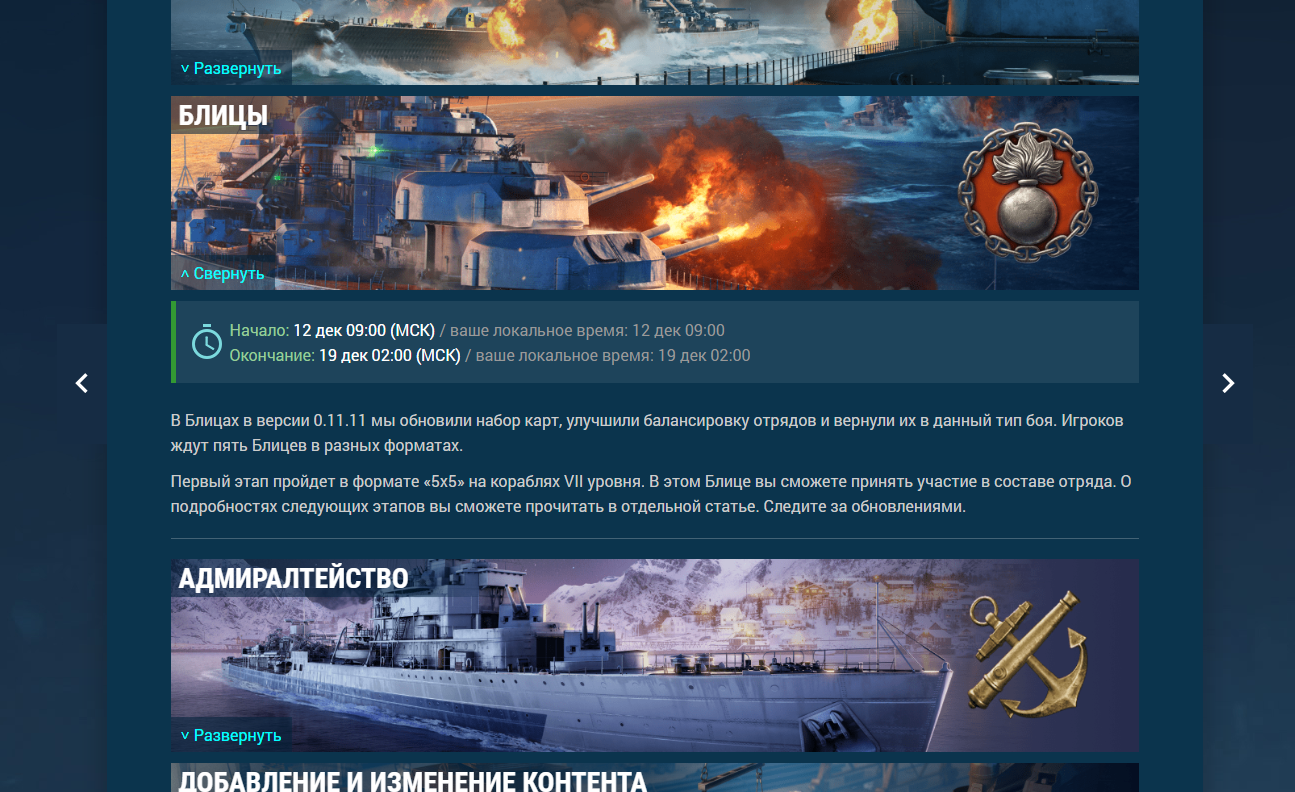 ˅ Развернуть
БЛИЦЫ
˄ Свернуть
Начало: 12 дек 09:00 (МСК) / ваше локальное время: 12 дек 09:00
Окончание: 19 дек 02:00 (МСК) / ваше локальное время: 19 дек 02:00
В Блицах в версии 0.11.11 мы обновили набор карт, улучшили балансировку отрядов и вернули их в данный тип боя. Игроков
ждут пять Блицев в разных форматах.
Первый этап пройдет в формате «5x5» на кораблях VII уровня. В этом Блице вы сможете принять участие в составе отряда. О
подробностях следующих этапов вы сможете прочитать в отдельной статье. Следите за обновлениями.
АДМИРАЛТЕЙСТВО
˅ Развернуть
ДОБАВЛЕНИЕ И ИЗМЕНЕНИЕ КОНТЕНТА